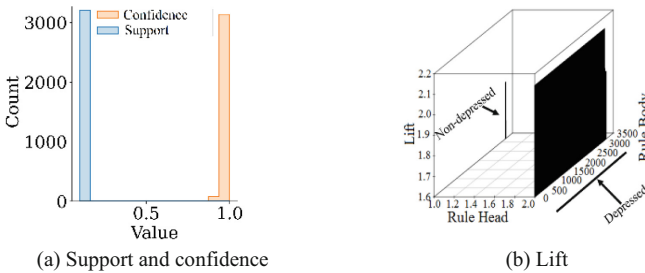 Confidence
Support
3000
2000
1000
0
Count
0.5
1.0
Value
(a) Support and confidence
2.2
2.1
2.0
1.9
1.8
1.7
1.6
Lift
Non-depressed
1.0 1.2 1.4 1.6 1.8 2.0
Rule Head
0
500
1000
1500
2000
2500
3000
3500
Rule Body
Depressed
(b) Lift